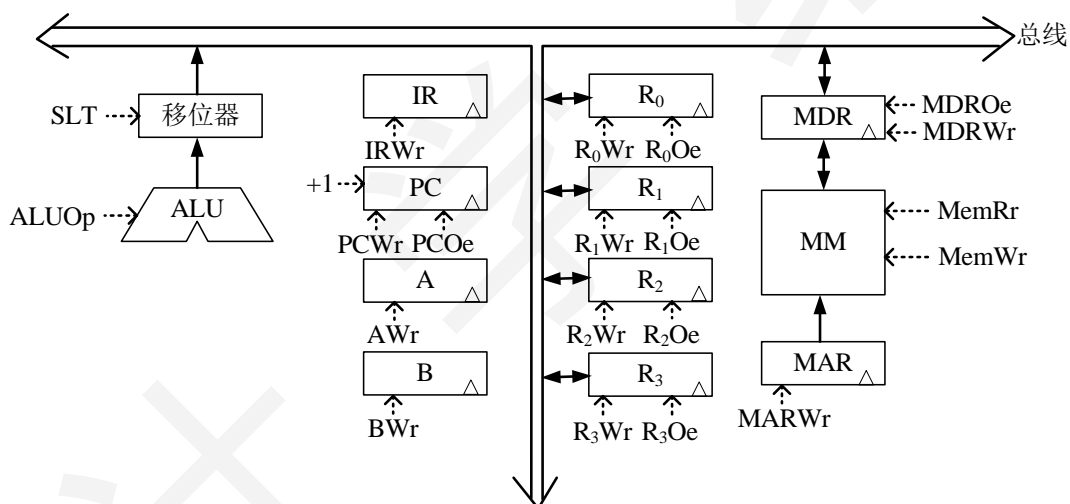 总线
SLT
移位器
ALUOp
ALU
IR
IRWr
+1
PC
PCWr PCOe
A
AWr
B
BWr
R₀
R₀Wr R₀Oe
R₁
R₁Wr R₁Oe
R₂
R₂Wr R₂Oe
R₃
R₃Wr R₃Oe
MDR
MDROe
MDRWr
MM
MemRr
MemWr
MAR
MARWr